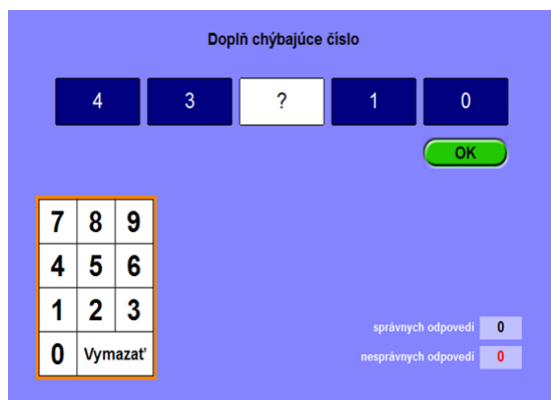 Doplň chýbajúce číslo
4 3 ? 1 0
OK
7 8 9
4 5 6
1 2 3
0 Vymazať
správnych odpovedí 0
nesprávnych odpovedí 0